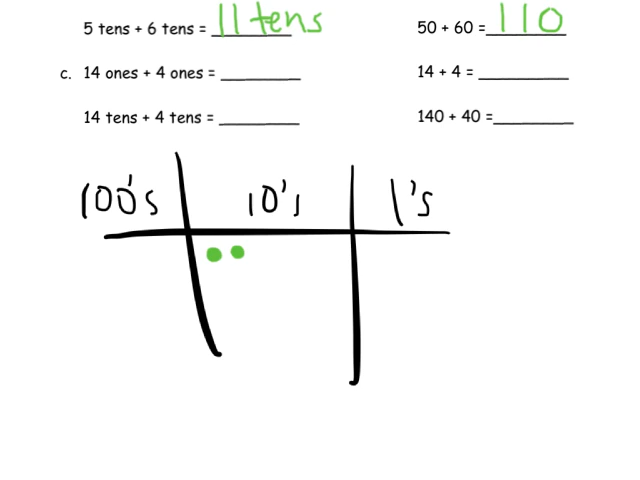 5 tens + 6 tens = 11 tens 50 + 60 = 110
c. 14 ones + 4 ones = ________ 14 + 4 = ________
14 tens + 4 tens = ________ 140 + 40 = ________
100's 10's 1's